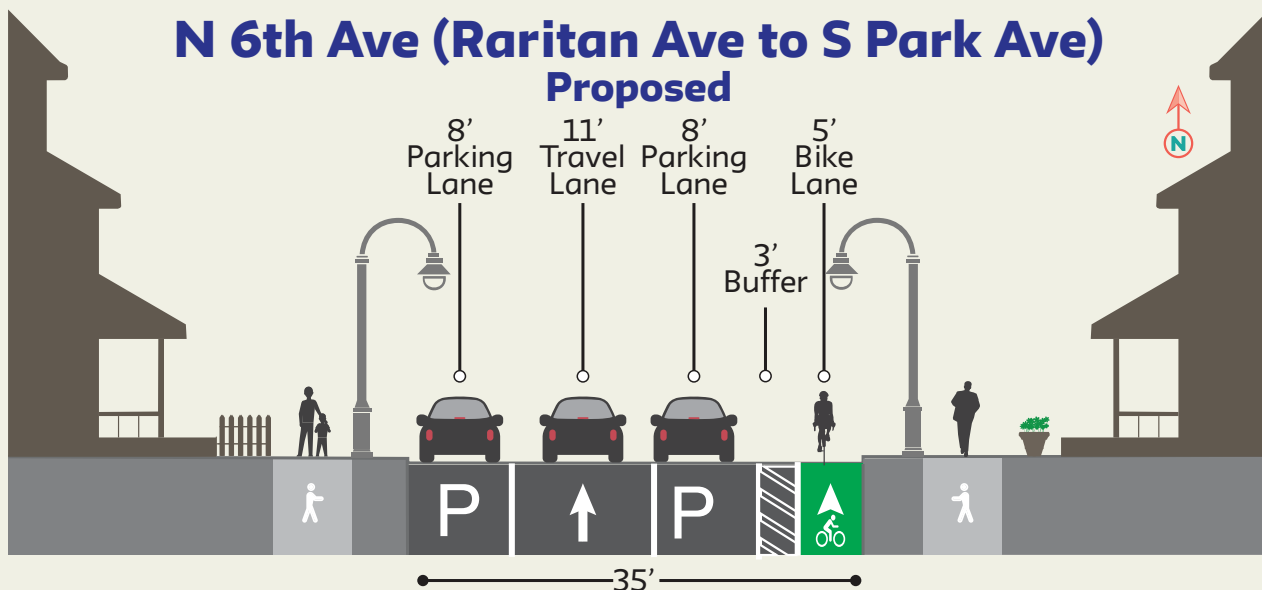 N 6th Ave (Raritan Ave to S Park Ave)
Proposed
8’
Parking
Lane
11’
Travel
Lane
8’
Parking
Lane
5’
Bike
Lane
3’
Buffer
N
P
P
35’